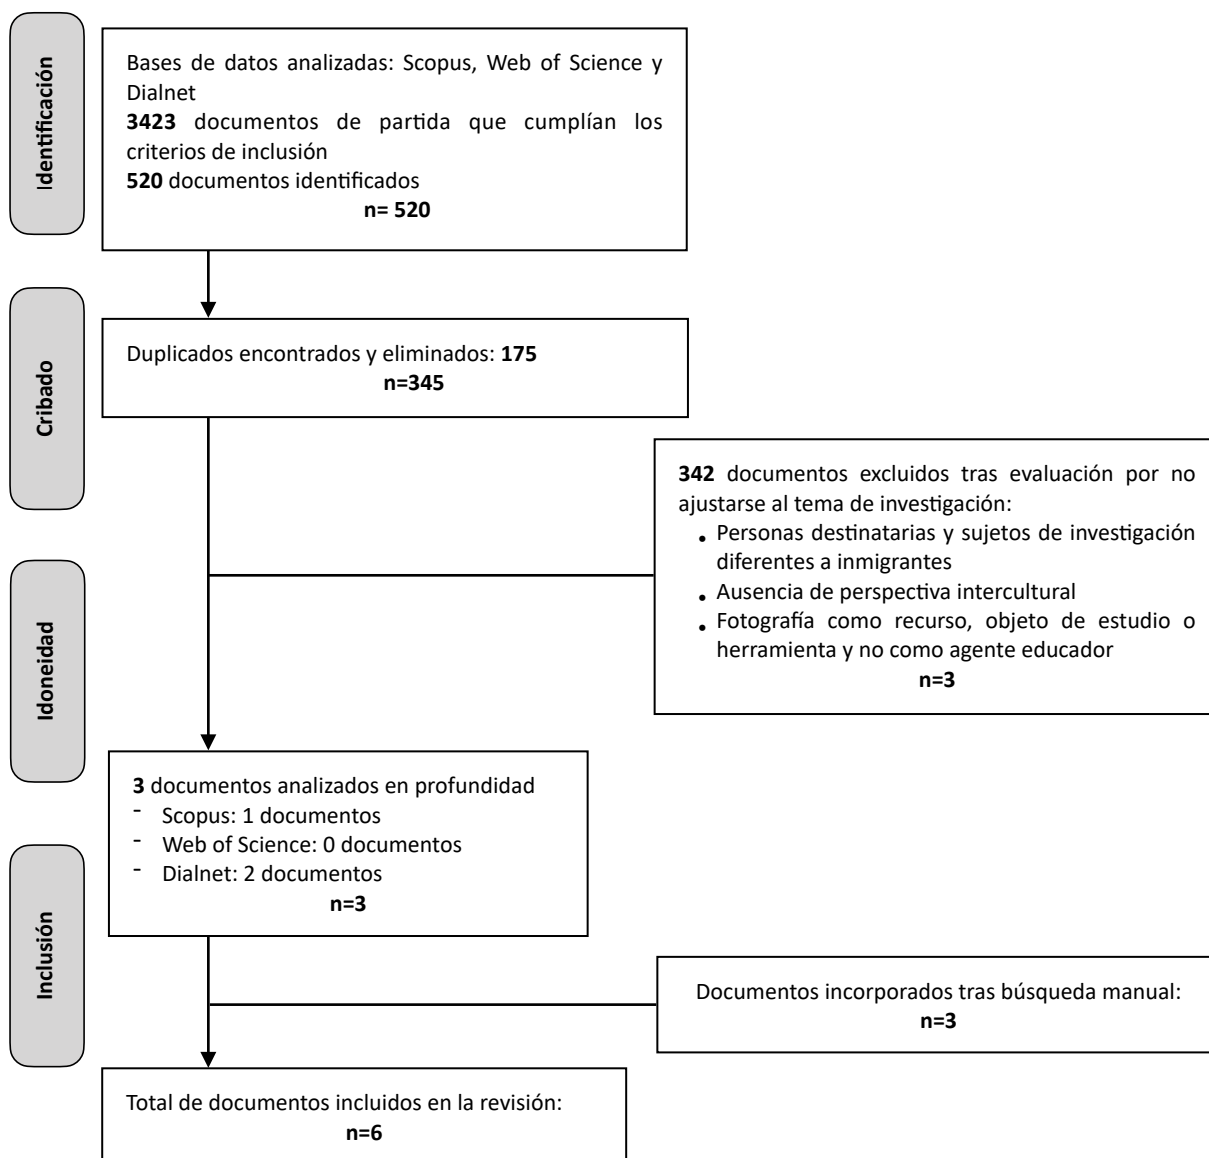 Identificación
Bases de datos analizadas: Scopus, Web of Science y
Dialnet
3423 documentos de partida que cumplían los
criterios de inclusión
520 documentos identificados
n= 520
Cribado
Duplicados encontrados y eliminados: 175
n=345
342 documentos excluidos tras evaluación por no
ajustarse al tema de investigación:
• Personas destinatarias y sujetos de investigación
diferentes a inmigrantes
• Ausencia de perspectiva intercultural
• Fotografía como recurso, objeto de estudio o
herramienta y no como agente educador
n=3
Idoneidad
3 documentos analizados en profundidad
- Scopus: 1 documentos
- Web of Science: 0 documentos
- Dialnet: 2 documentos
n=3
Inclusión
Documentos incorporados tras búsqueda manual:
n=3
Total de documentos incluidos en la revisión:
n=6